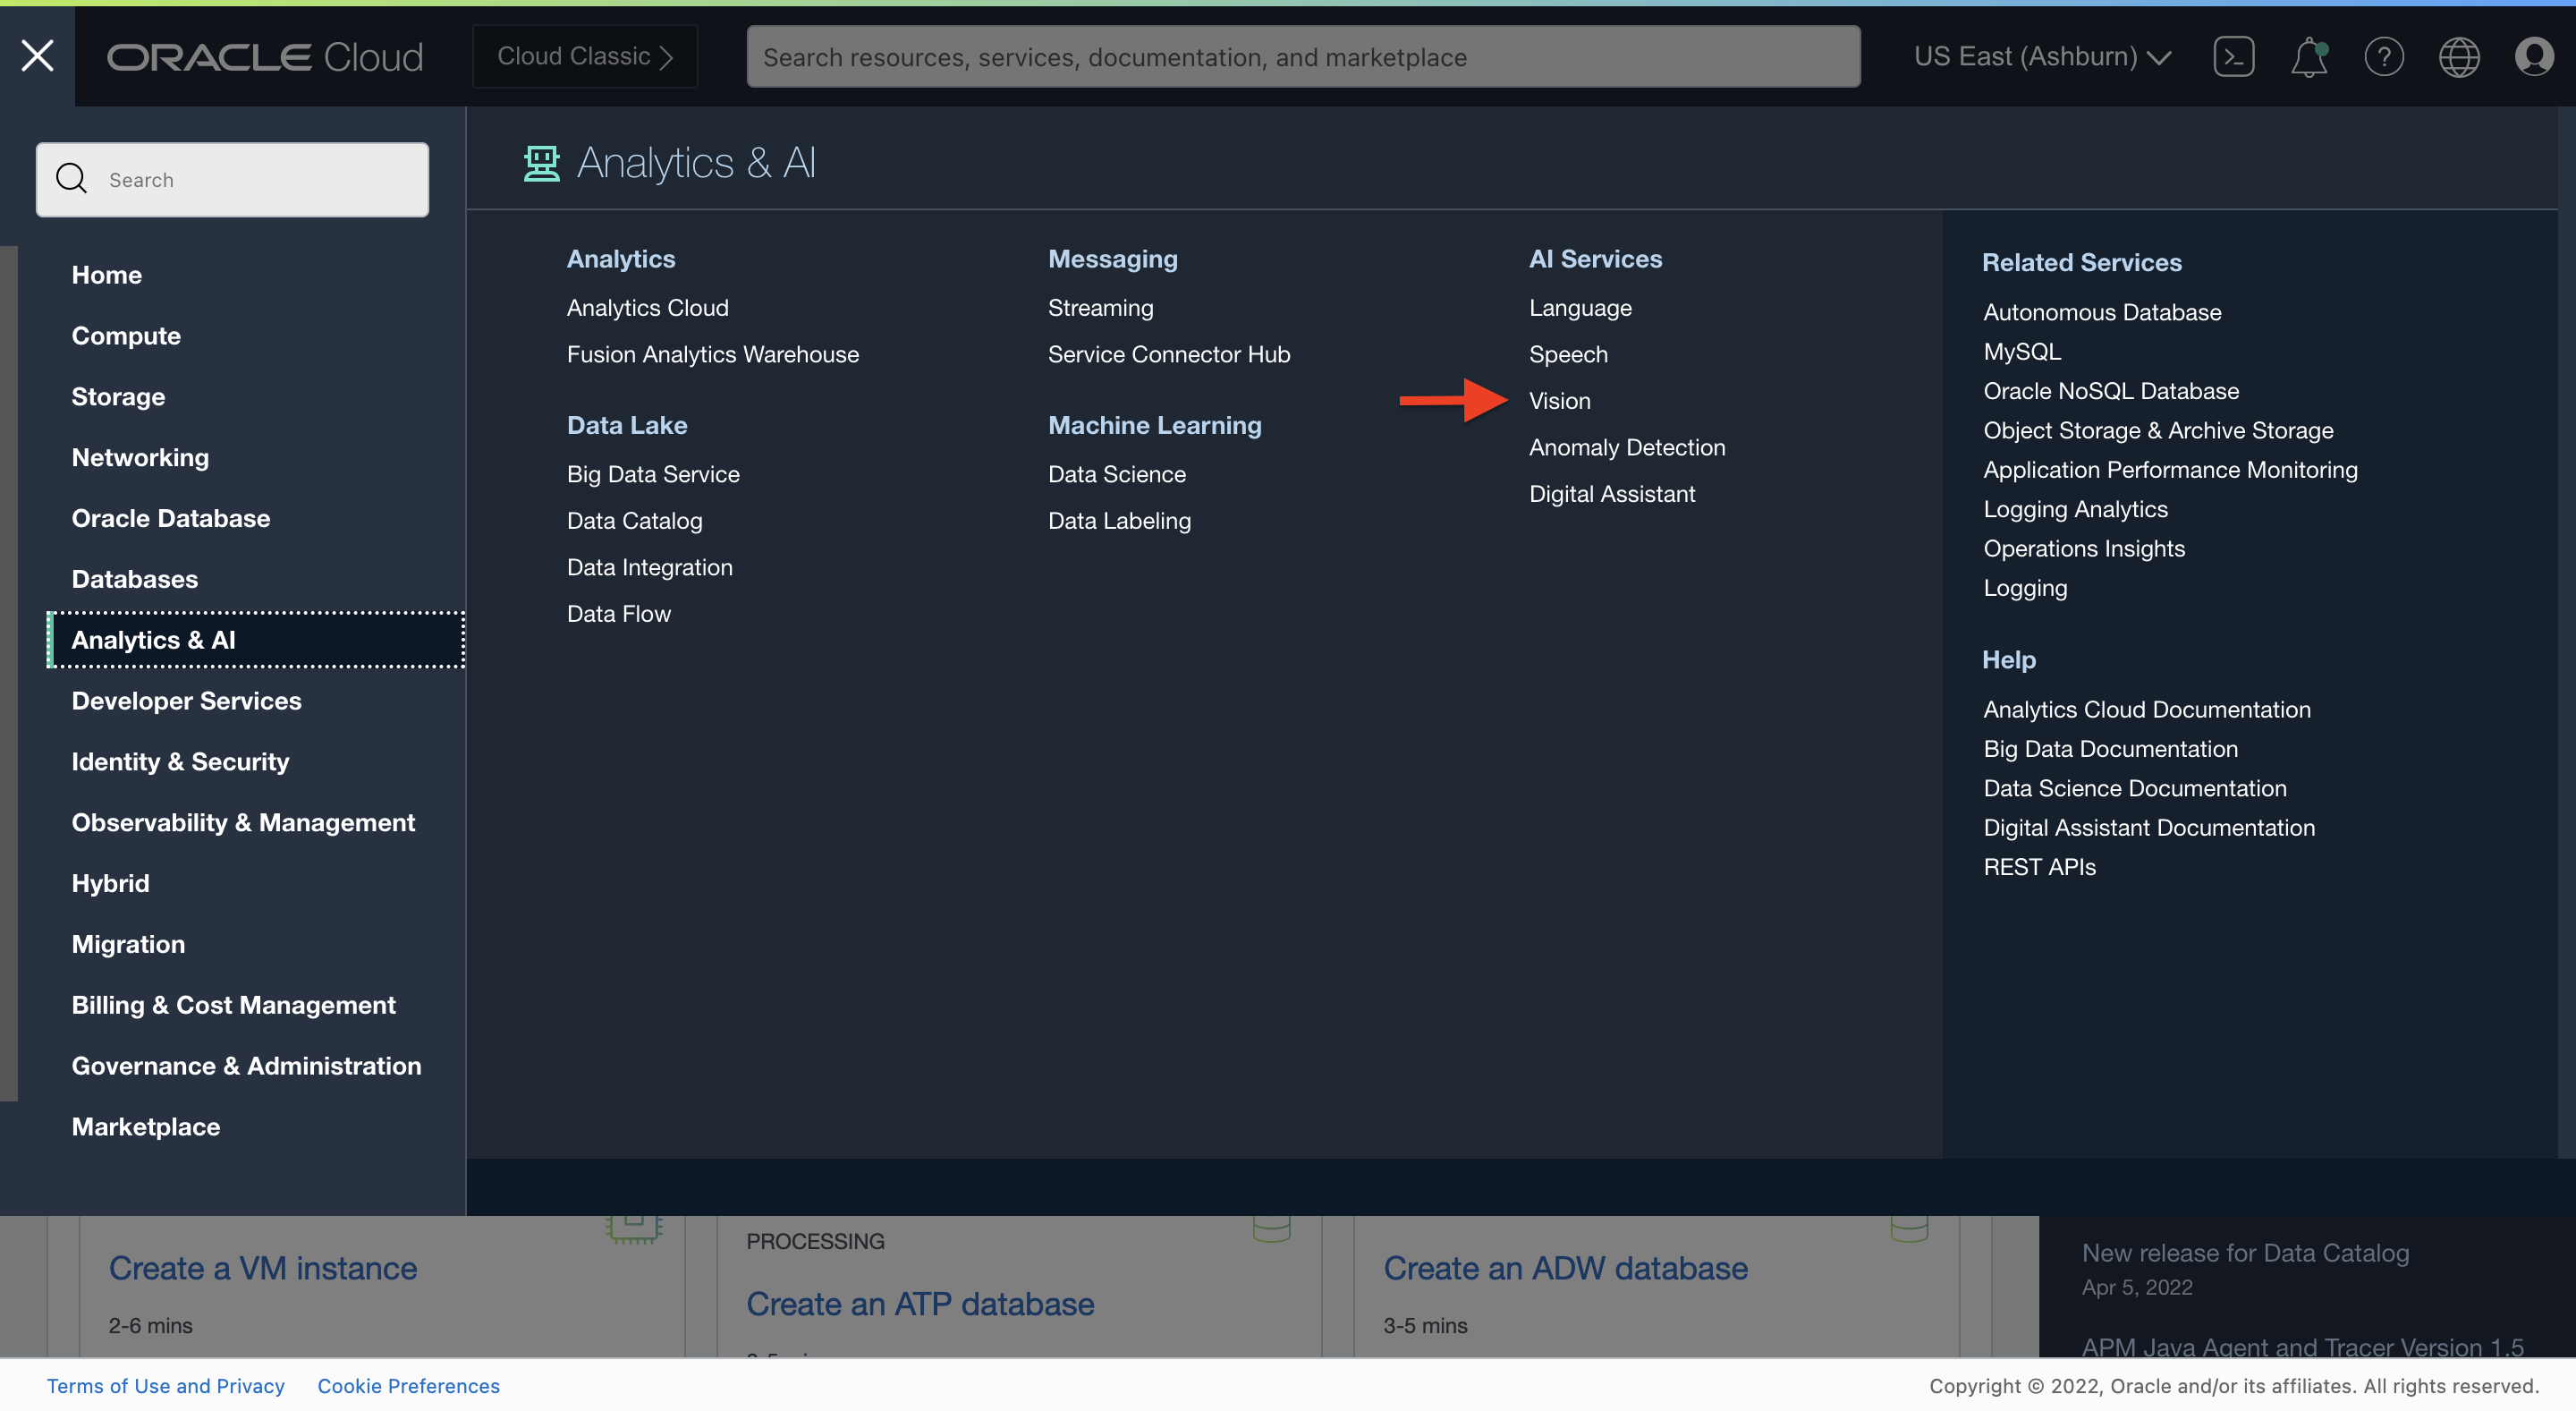 ORACLE Cloud
Cloud Classic
Search resources, services, documentation, and marketplace
US East (Ashburn)
Search
Home
Compute
Storage
Networking
Oracle Database
Databases
Analytics & AI
Developer Services
Identity & Security
Observability & Management
Hybrid
Migration
Billing & Cost Management
Governance & Administration
Marketplace
Analytics & AI
Analytics
Analytics Cloud
Fusion Analytics Warehouse
Data Lake
Big Data Service
Data Catalog
Data Integration
Data Flow
Messaging
Streaming
Service Connector Hub
Machine Learning
Data Science
Data Labeling
AI Services
Language
Speech
Vision
Anomaly Detection
Digital Assistant
Related Services
Autonomous Database
MySQL
Oracle NoSQL Database
Object Storage & Archive Storage
Application Performance Monitoring
Logging Analytics
Operations Insights
Logging
Help
Analytics Cloud Documentation
Big Data Documentation
Data Science Documentation
Digital Assistant Documentation
REST APIs
Create a VM instance
2-6 mins
PROCESSING
Create an ATP database
Create an ADW database
3-5 mins
New release for Data Catalog
Apr 5, 2022
APM Java Agent and Tracer Version 1.5
Terms of Use and Privacy
Cookie Preferences
Copyright © 2022, Oracle and/or its affiliates. All rights reserved.